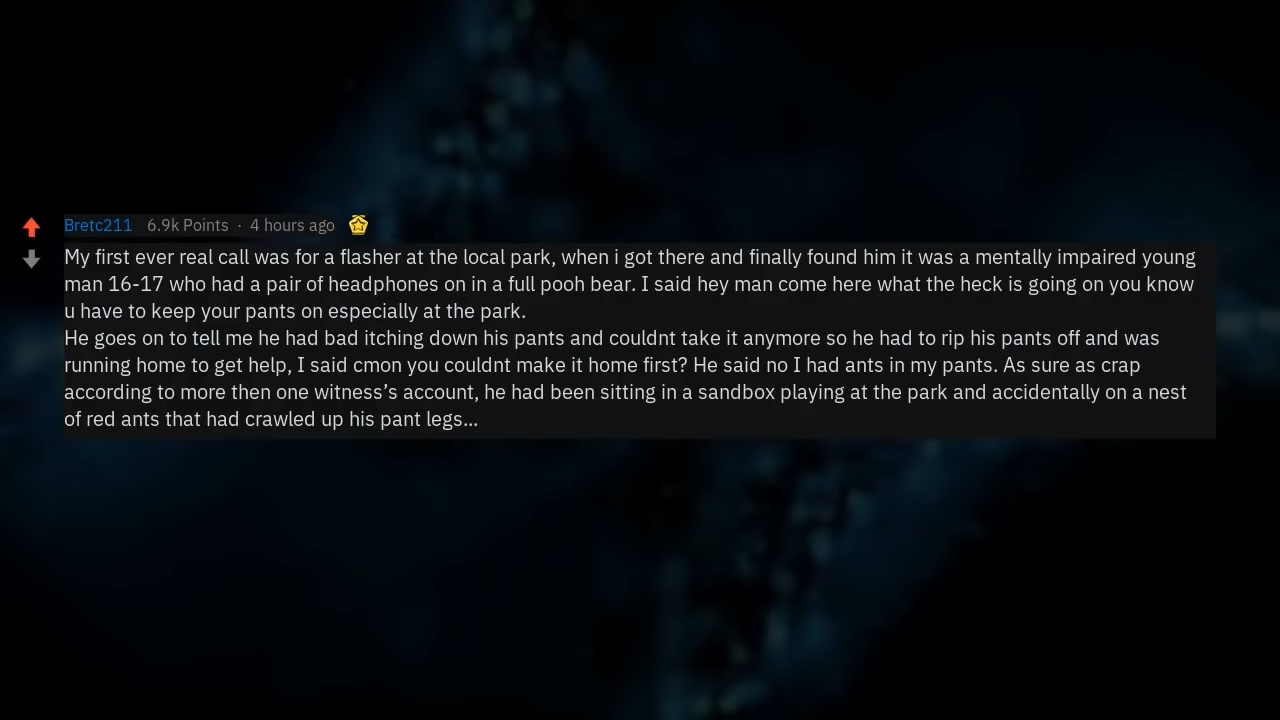 Bretc211 6.9k Points · 4 hours ago
My first ever real call was for a flasher at the local park, when i got there and finally found him it was a mentally impaired young
man 16-17 who had a pair of headphones on in a full pooh bear. I said hey man come here what the heck is going on you know
u have to keep your pants on especially at the park.
He goes on to tell me he had bad itching down his pants and couldnt take it anymore so he had to rip his pants off and was
running home to get help, I said cmon you couldnt make it home first? He said no I had ants in my pants. As sure as crap
according to more then one witness’s account, he had been sitting in a sandbox playing at the park and accidentally on a nest
of red ants that had crawled up his pant legs...